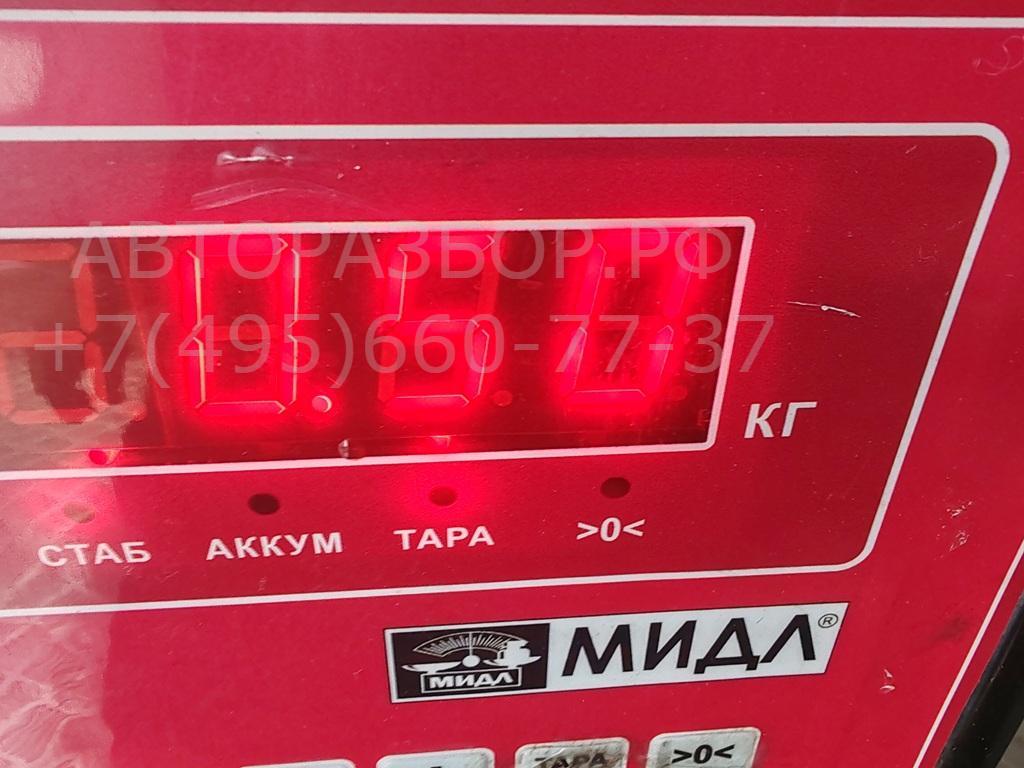 АВТОРАЗБОР.РФ
+7(495)660-77-37
КГ
СТАБ АККУМ ТАРА >0<
МИДЛ МИДЛ®
ТАРА >0<